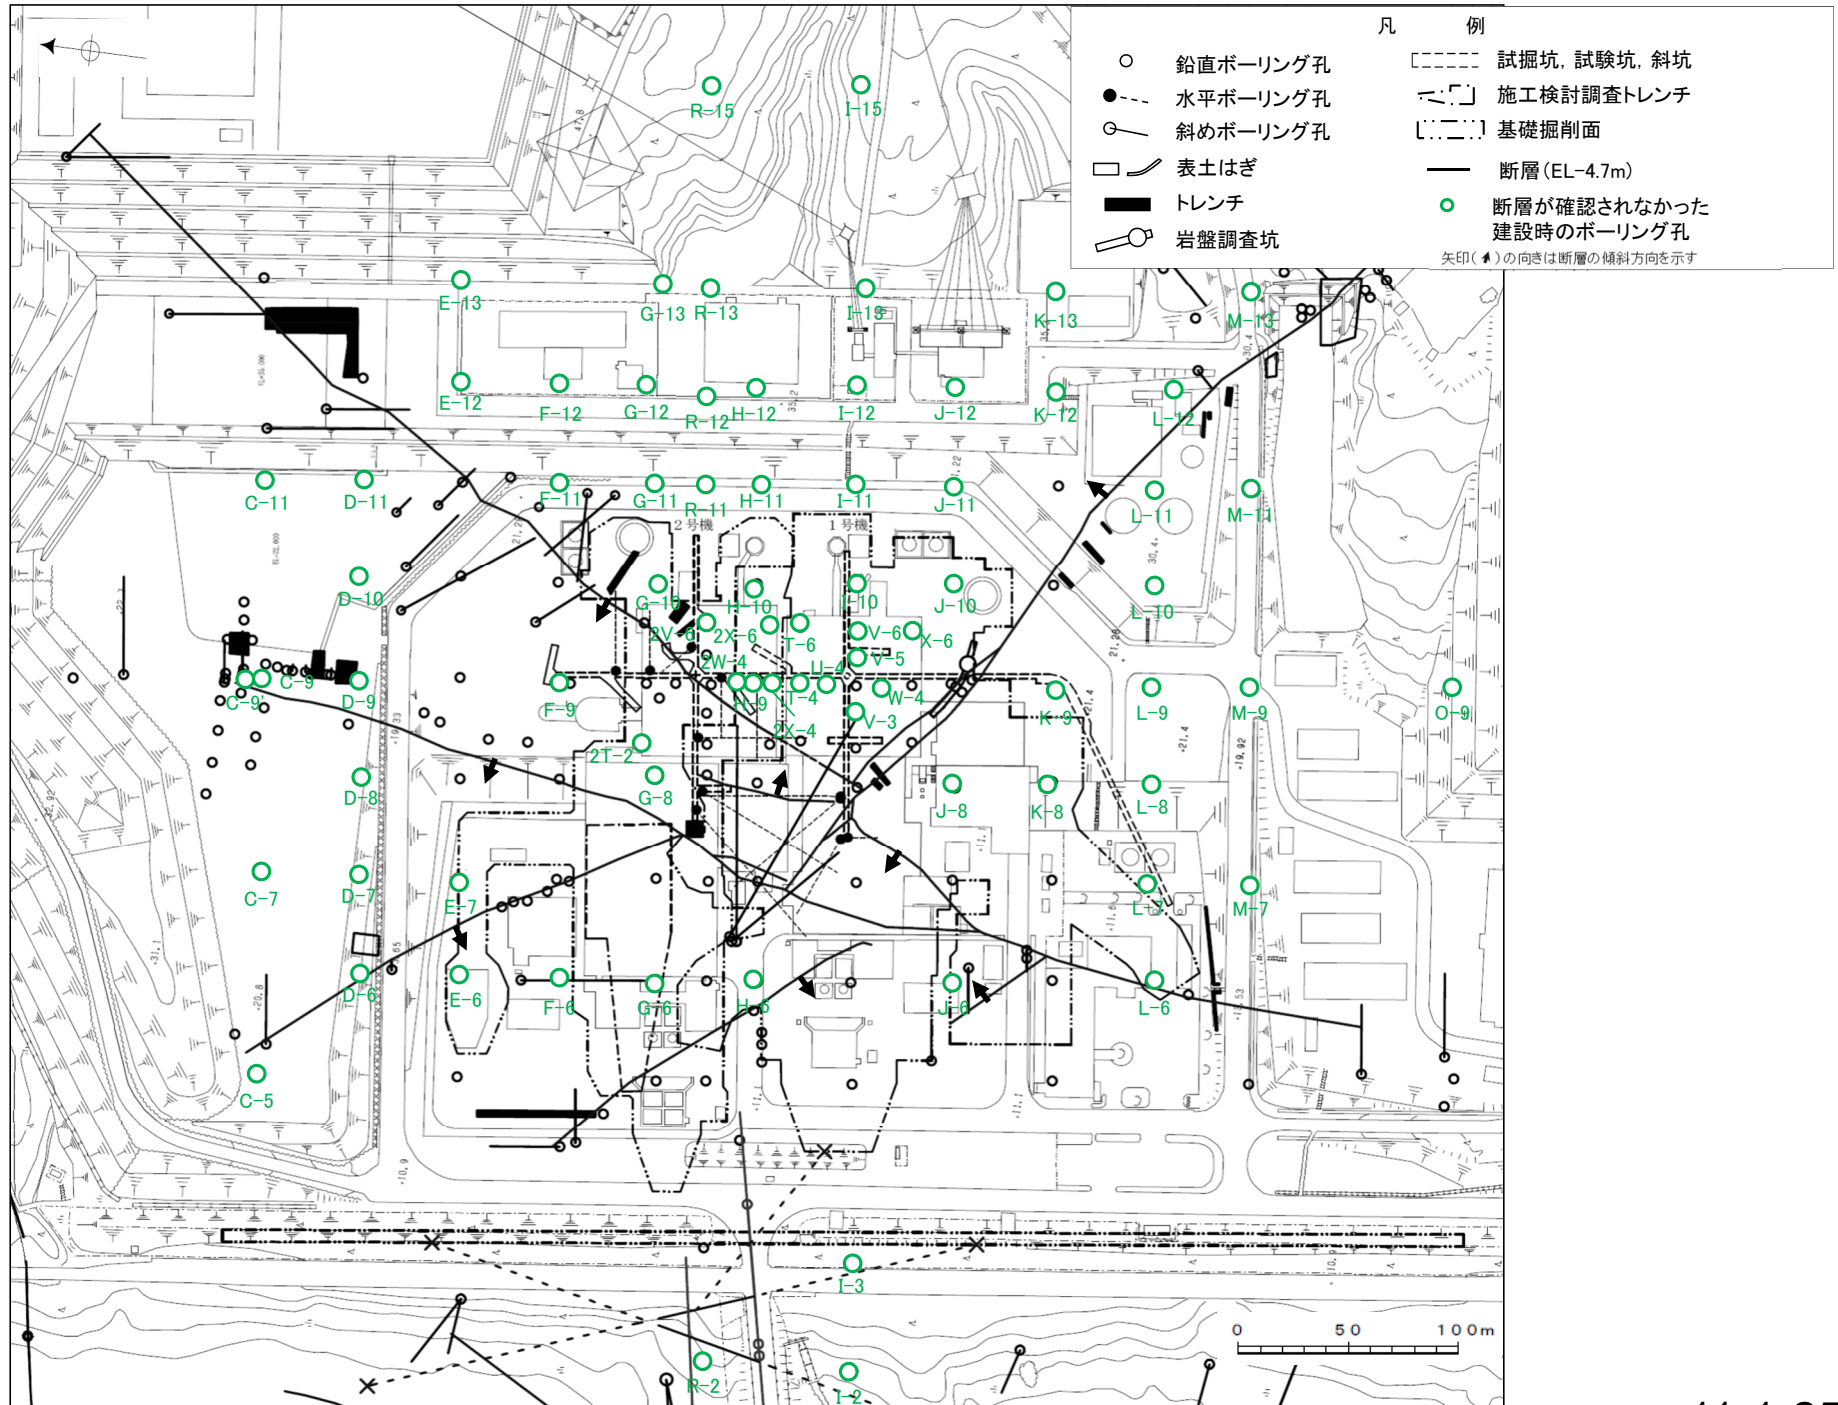 凡 例
鉛直ボーリング孔
水平ボーリング孔
斜めボーリング孔
表土はぎ
トレンチ
岩盤調査坑
試掘坑, 試験坑, 斜坑
施工検討調査トレンチ
基礎掘削面
断層(EL-4.7m)
断層が確認されなかった
建設時のボーリング孔
矢印( )の向きは断層の傾斜方向を示す
R-15 I-15
E-13 G-13 R-13 I-13 K-13 M-13
E-12 F-12 G-12 R-12 H-12 I-12 J-12 K-12 L-12
C-11 D-11 F-11 G-11 R-11 H-11 I-11 J-11 L-11 M-11
2号機 1号機
D-10 G-10 H-10 I-10 J-10 L-10
2V-6 2X-6 T-6 V-6 X-6
2W-4 U-4 V-5
C-9' C-9 D-9 F-9 H-9 T-4 W-4 K-9 L-9 M-9 O-9
2X-4 V-3
2T-2
D-8 G-8 J-8 K-8 L-8
C-7 D-7 E-7 L-7 M-7
D-6 E-6 F-6 G-6 H-6 J-6 L-6
C-5
I-3
R-2 I-2
0 50 100m